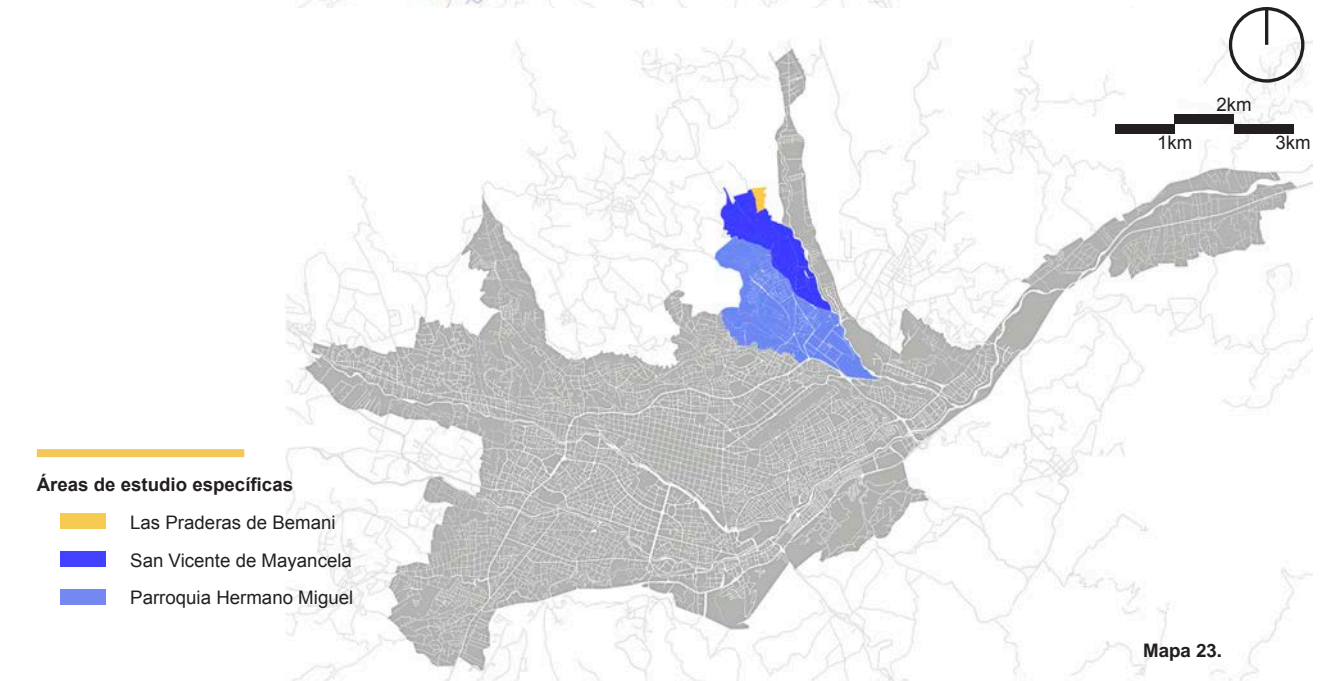 2km
1km 3km
Áreas de estudio específicas
Las Praderas de Bemani
San Vicente de Mayancela
Parroquia Hermano Miguel
Mapa 23.